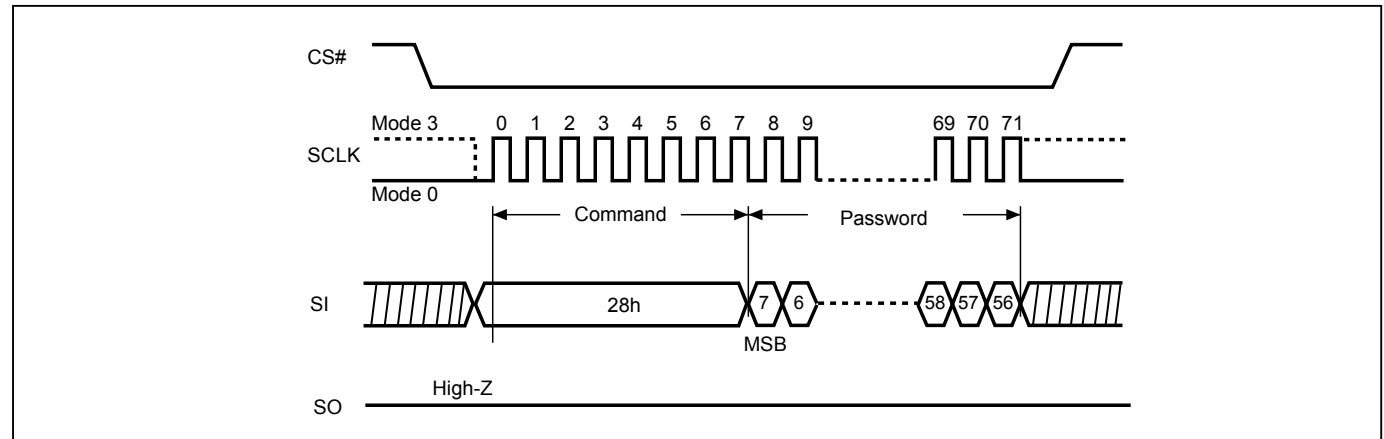 CS#
Mode 3 0 1 2 3 4 5 6 7 8 9 69 70 71
SCLK
Mode 0
Command Password
SI 28h 7 6 58 57 56
MSB
High-Z
SO